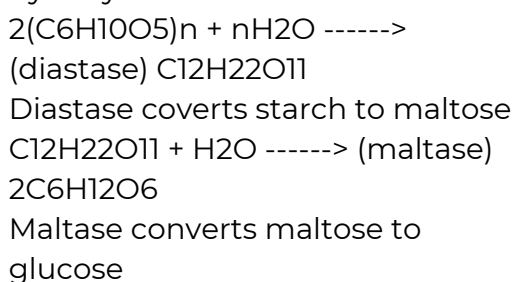 2(C6H10O5)n + nH2O ------>
(diastase) C12H22O11
Diastase coverts starch to maltose
C12H22O11 + H2O ------> (maltase)
2C6H12O6
Maltase converts maltose to
glucose